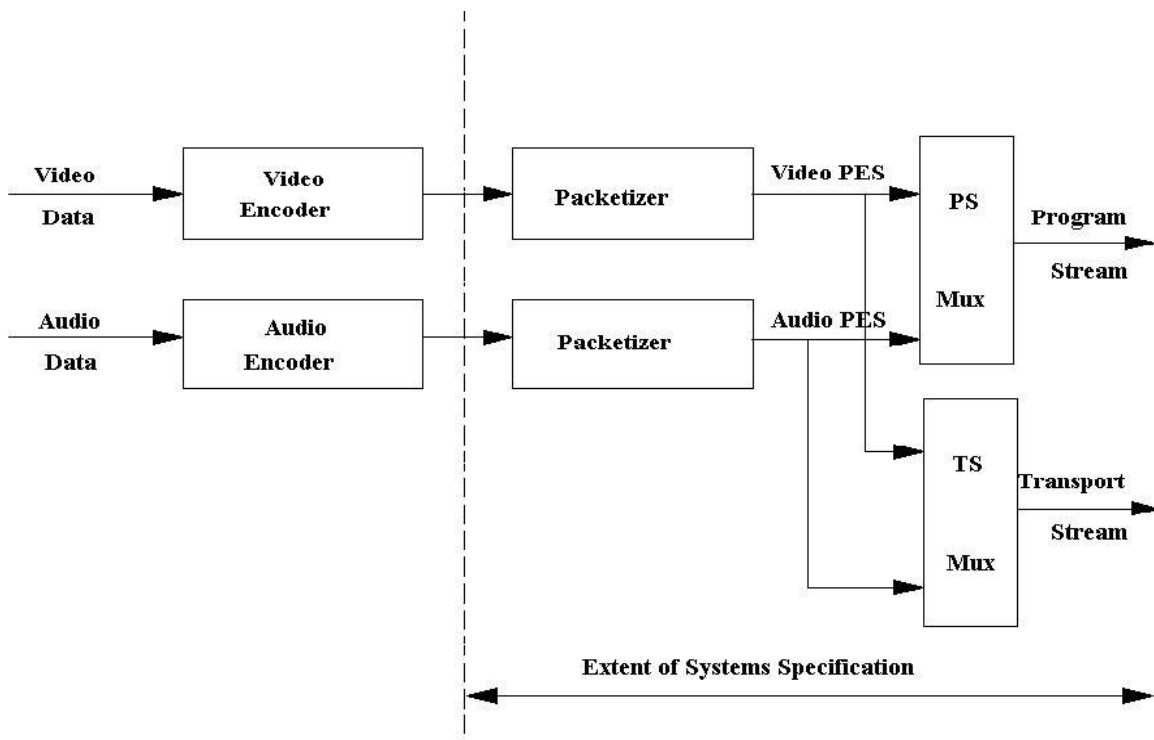 Video
Data
Video
Encoder
Packetizer
Video PES
PS
Mux
Program
Stream
Audio
Data
Audio
Encoder
Packetizer
Audio PES
TS
Mux
Transport
Stream
Extent of Systems Specification